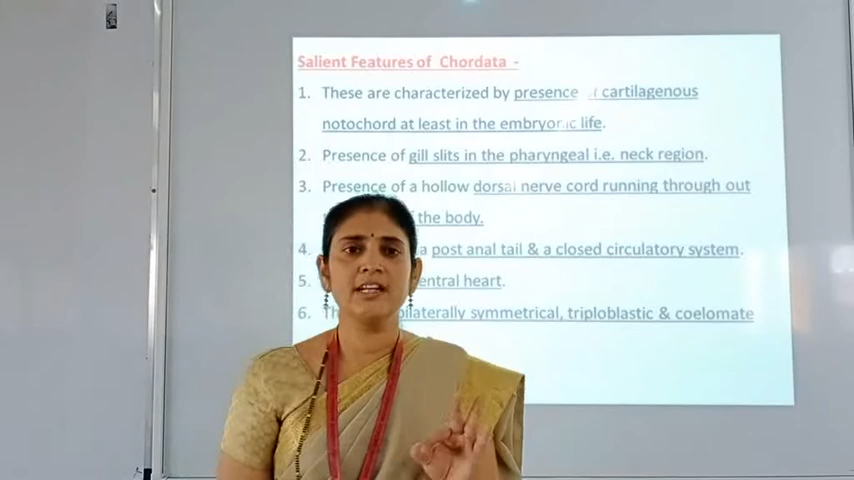 Salient Features of Chordata -
1. These are characterized by presence of cartilagenous
notochord at least in the embryonic life.
2. Presence of gill slits in the pharyngeal i.e. neck region.
3. Presence of a hollow dorsal nerve cord running through out
of the body.
4. a post anal tail & a closed circulatory system.
5. heart.
6. bilaterally symmetrical, triploblastic & coelomate